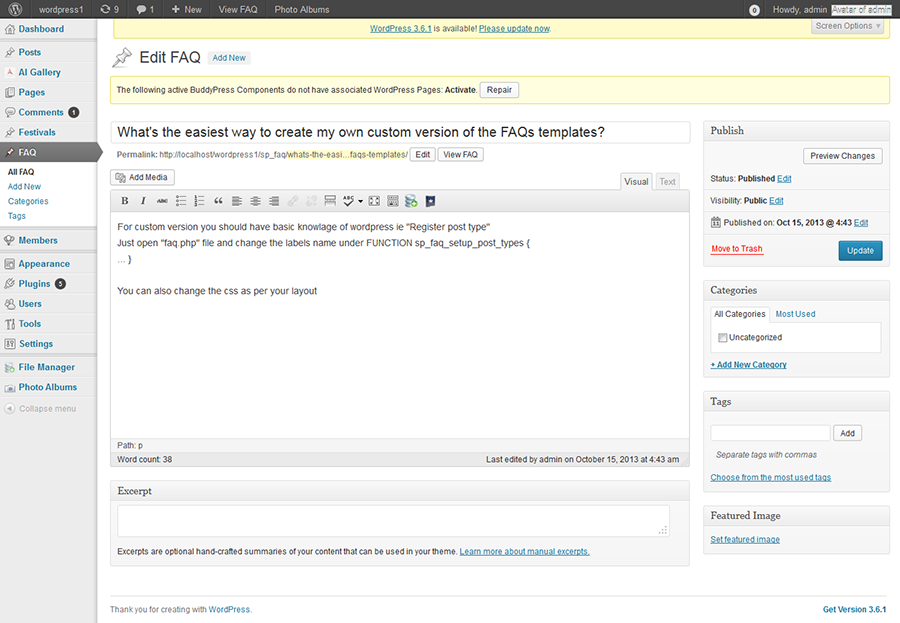 wordpress1 9 1 + New View FAQ Photo Albums 0 Howdy, admin Avatar of admin
WordPress 3.6.1 is available! Please update now.
Screen Options
Dashboard
Posts
AI Gallery
Pages
Comments 1
Festivals
FAQ
All FAQ
Add New
Categories
Tags
Members
Appearance
Plugins 5
Users
Tools
Settings
File Manager
Photo Albums
Collapse menu
Edit FAQ Add New
The following active BuddyPress Components do not have associated WordPress Pages: Activate. Repair
What's the easiest way to create my own custom version of the FAQs templates?
Permalink: http://localhost/wordpress1/sp_faq/whats-the-easi…faqs-templates/ Edit View FAQ
Add Media
Visual Text
B I ABC ABC
For custom version you should have basic knowlage of wordpress ie "Register post type"
Just open "faq.php" file and change the labels name under FUNCTION sp_faq_setup_post_types {
... }
You can also change the css as per your layout
Path: p
Word count: 38 Last edited by admin on October 15, 2013 at 4:43 am
Excerpt
Excerpts are optional hand-crafted summaries of your content that can be used in your theme. Learn more about manual excerpts.
Publish
Preview Changes
Status: Published Edit
Visibility: Public Edit
Published on: Oct 15, 2013 @ 4:43 Edit
Move to Trash Update
Categories
All Categories Most Used
Uncategorized
+ Add New Category
Tags
Add
Separate tags with commas
Choose from the most used tags
Featured Image
Set featured image
Thank you for creating with WordPress.
Get Version 3.6.1